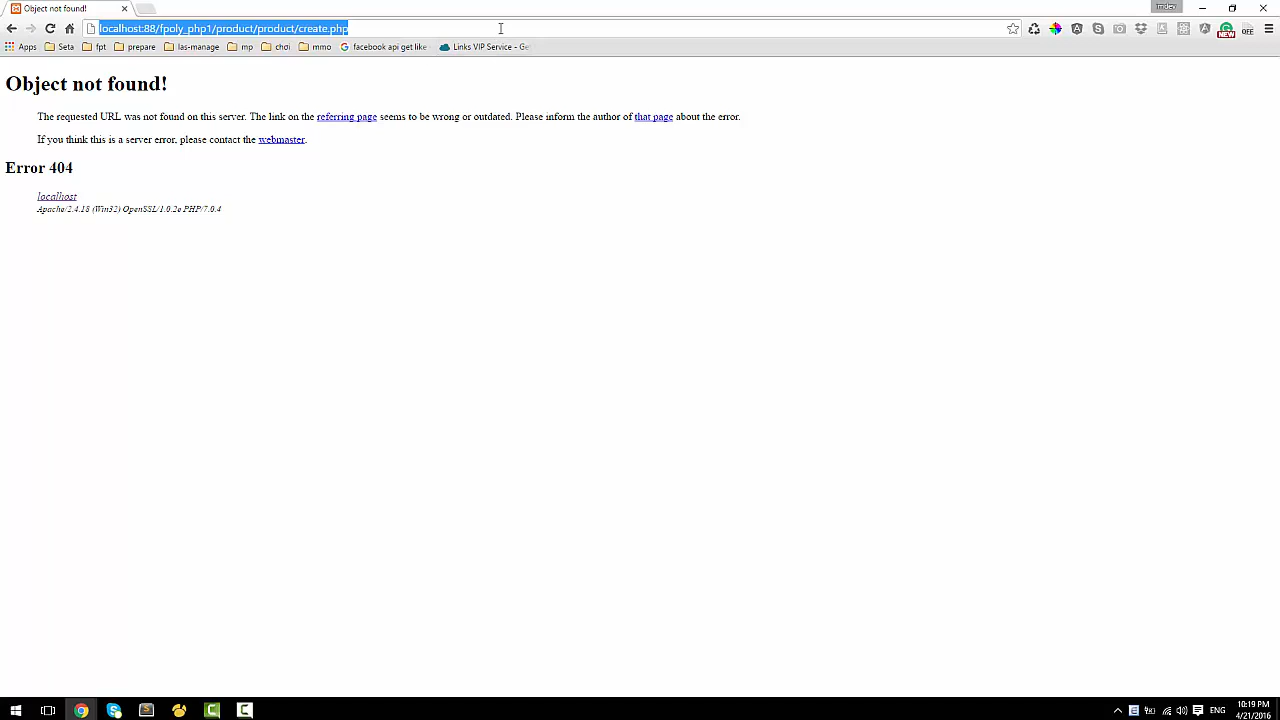 Object not found!
imdev
localhost:88/fpoly_php1/product/product/create.php
Apps Seta fpt prepare las-manage mp choi mmo facebook api get like Links VIP Service - Ge
Object not found!
The requested URL was not found on this server. The link on the referring page seems to be wrong or outdated. Please inform the author of that page about the error.
If you think this is a server error, please contact the webmaster.
Error 404
localhost
Apache/2.4.18 (Win32) OpenSSL/1.0.2e PHP/7.0.4
ENG
10:19 PM
4/21/2016